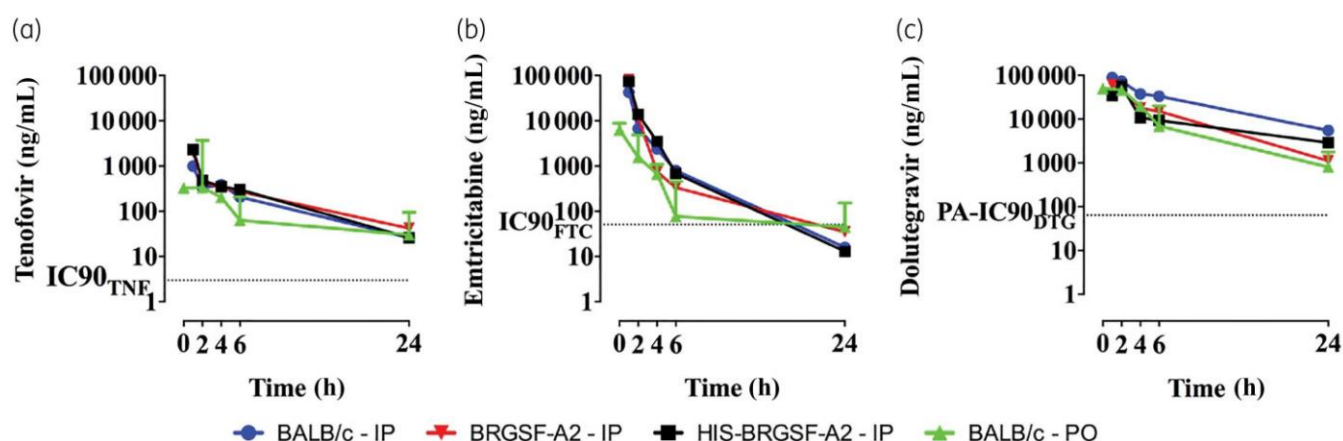 (a)
Tenofovir (ng/mL)
100 000
10 000
1000
100
10
1
IC90TNF
0 2 4 6 24
Time (h)
(b)
Emtricitabine (ng/mL)
100 000
10 000
1000
100
10
1
IC90FTC
0 2 4 6 24
Time (h)
(c)
Dolutegravir (ng/mL)
100 000
10 000
1000
100
10
1
PA-IC90DTG
0 2 4 6 24
Time (h)
BALB/c - IP BRGSF-A2 - IP HIS-BRGSF-A2 - IP BALB/c - PO